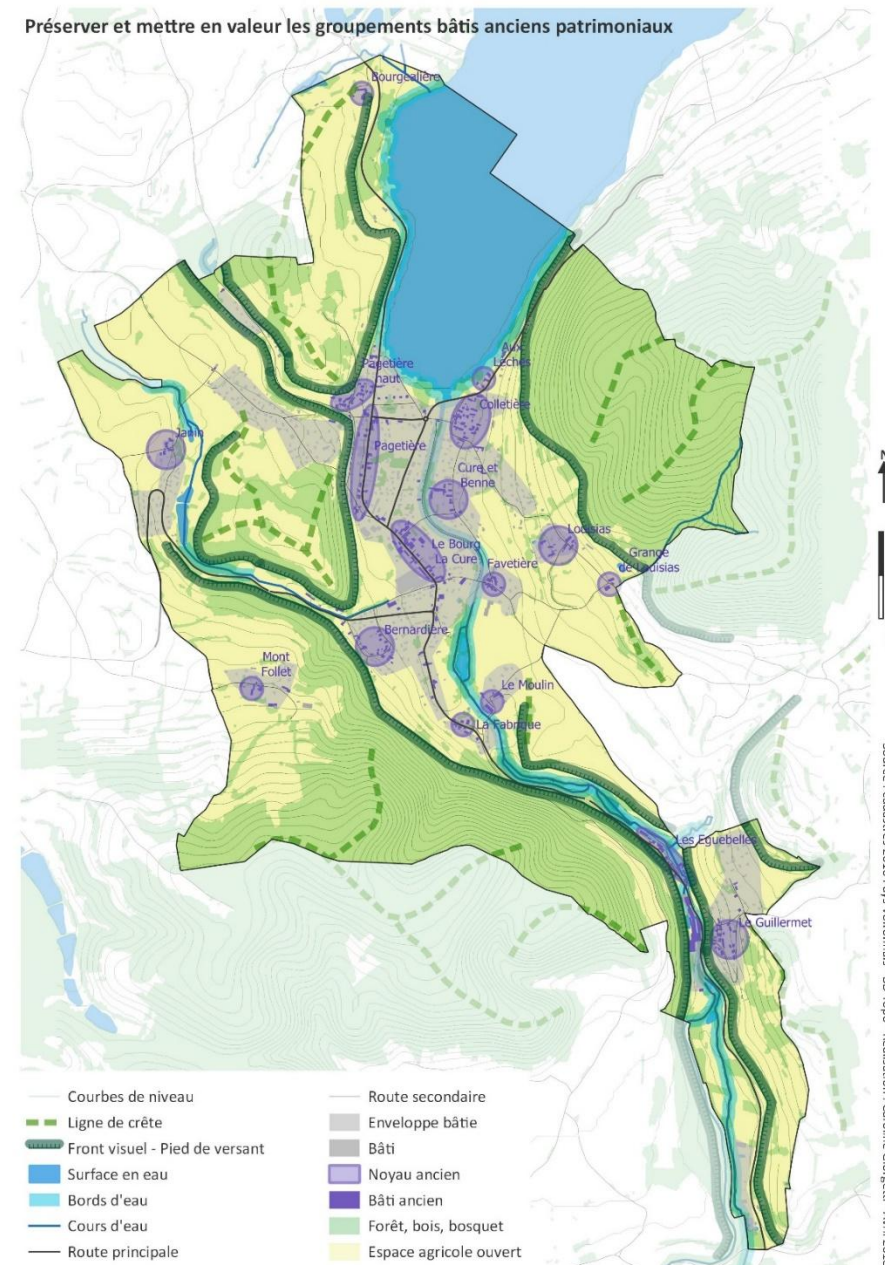 Préserver et mettre en valeur les groupements bâtis anciens patrimoniaux
Bourgealière
Aux
Lèches
Pagetière
haut
Colletière
Janin
Pagetière
Cure et
Benne
Le Bourg
La Cure
Louisias
Favetière
Grange
de Louisias
Bernardière
Mont
Follet
Le Moulin
La Fabrique
Les Eguebelles
Le Guillermet
N
Courbes de niveau
Ligne de crête
Front visuel - Pied de versant
Surface en eau
Bords d'eau
Cours d'eau
Route principale
Route secondaire
Enveloppe bâtie
Bâti
Noyau ancien
Bâti ancien
Forêt, bois, bosquet
Espace agricole ouvert